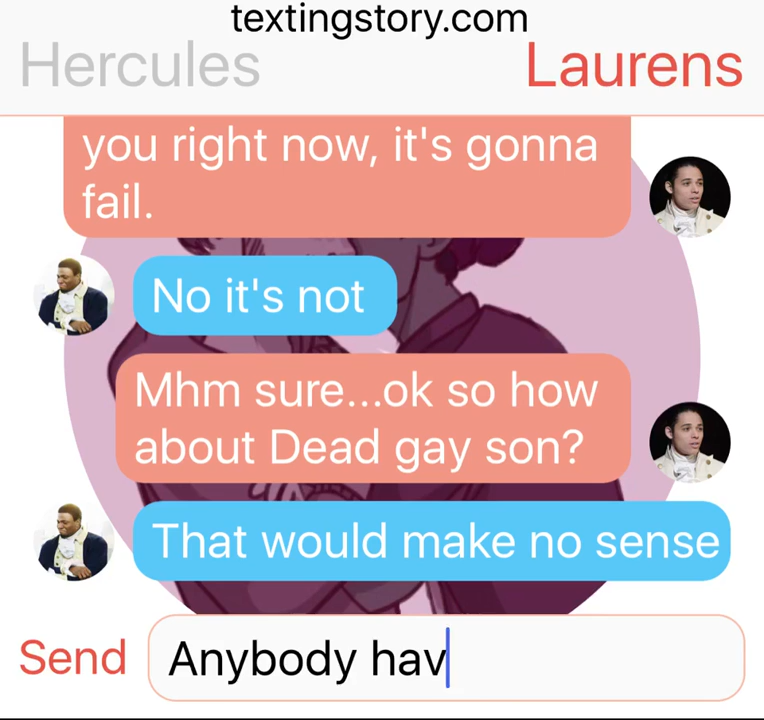 textingstory.com
Hercules
Laurens
you right now, it's gonna
fail.
No it's not
Mhm sure...ok so how
about Dead gay son?
That would make no sense
Send
Anybody hav